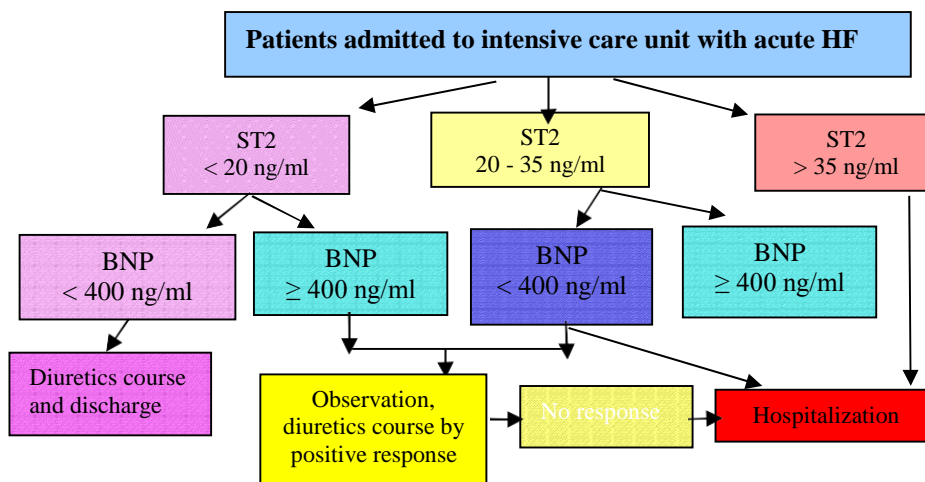 Patients admitted to intensive care unit with acute HF
ST2
< 20 ng/ml
ST2
20 - 35 ng/ml
ST2
> 35 ng/ml
BNP
< 400 ng/ml
BNP
≥ 400 ng/ml
BNP
< 400 ng/ml
BNP
≥ 400 ng/ml
Diuretics course
and discharge
Observation,
diuretics course by
positive response
No response
Hospitalization